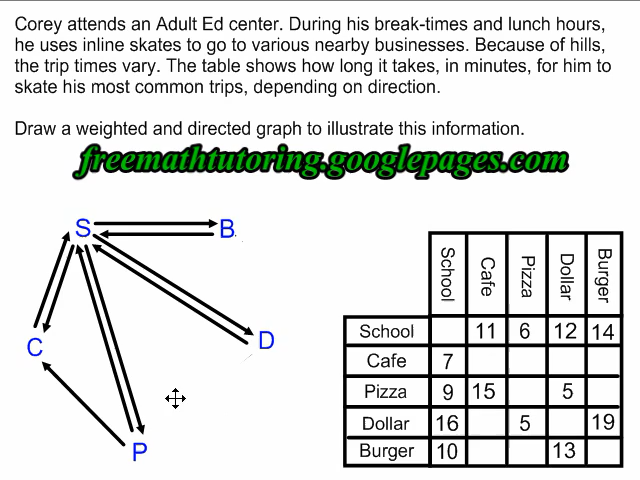 Corey attends an Adult Ed center. During his break-times and lunch hours,
he uses inline skates to go to various nearby businesses. Because of hills,
the trip times vary. The table shows how long it takes, in minutes, for him to
skate his most common trips, depending on direction.
Draw a weighted and directed graph to illustrate this information.
freemathtutoring.googlepages.com
S B
C D
P
School Cafe Pizza Dollar Burger
School 11 6 12 14
Cafe 7
Pizza 9 15 5
Dollar 16 5 19
Burger 10 13